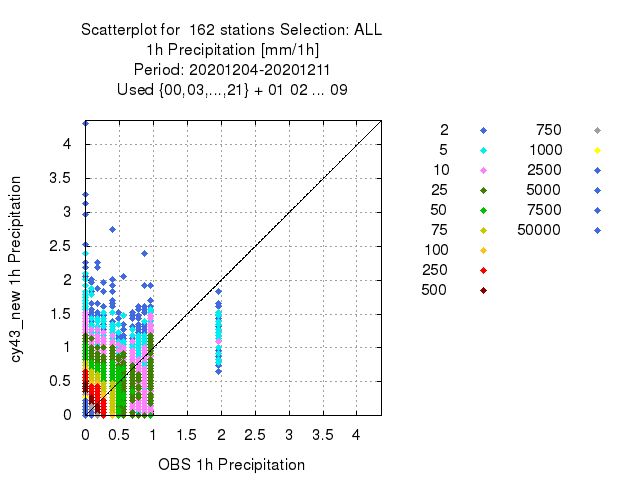 Scatterplot for 162 stations Selection: ALL
1h Precipitation [mm/1h]
Period: 20201204-20201211
Used {00,03,...,21} + 01 02 ... 09
cy43_new 1h Precipitation
4
3.5
3
2.5
2
1.5
1
0.5
0
0 0.5 1 1.5 2 2.5 3 3.5 4
OBS 1h Precipitation
2 750
5 1000
10 2500
25 5000
50 7500
75 50000
100
250
500